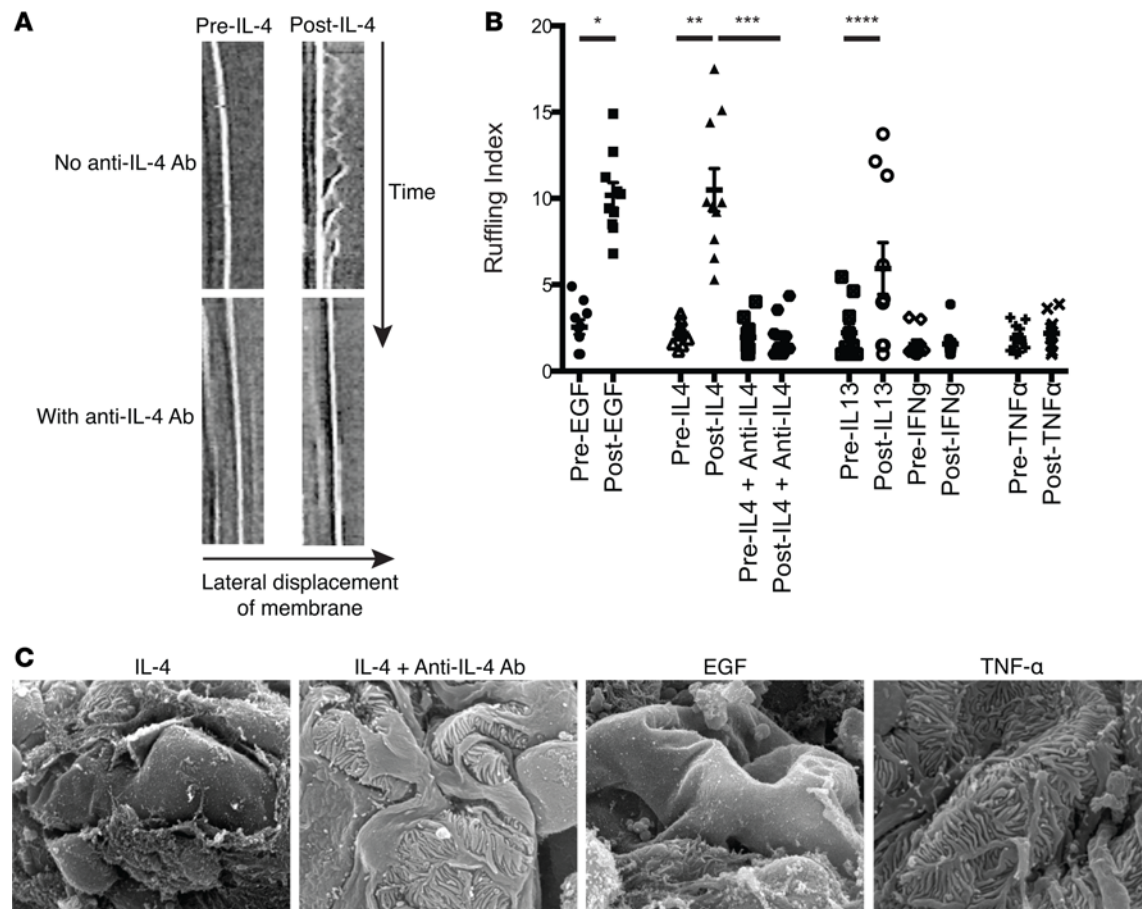 A
Pre-IL-4 Post-IL-4
No anti-IL-4 Ab
Time
With anti-IL-4 Ab
Lateral displacement
of membrane
B
* ** *** ****
Ruffling Index
20
15
10
5
0
Pre-EGF
Post-EGF
Pre-IL4
Post-IL4
Pre-IL4 + Anti-IL4
Post-IL4 + Anti-IL4
Pre-IL13
Post-IL13
Pre-IFNg
Post-IFNg
Pre-TNFα
Post-TNFα
C
IL-4 IL-4 + Anti-IL-4 Ab EGF TNF-α